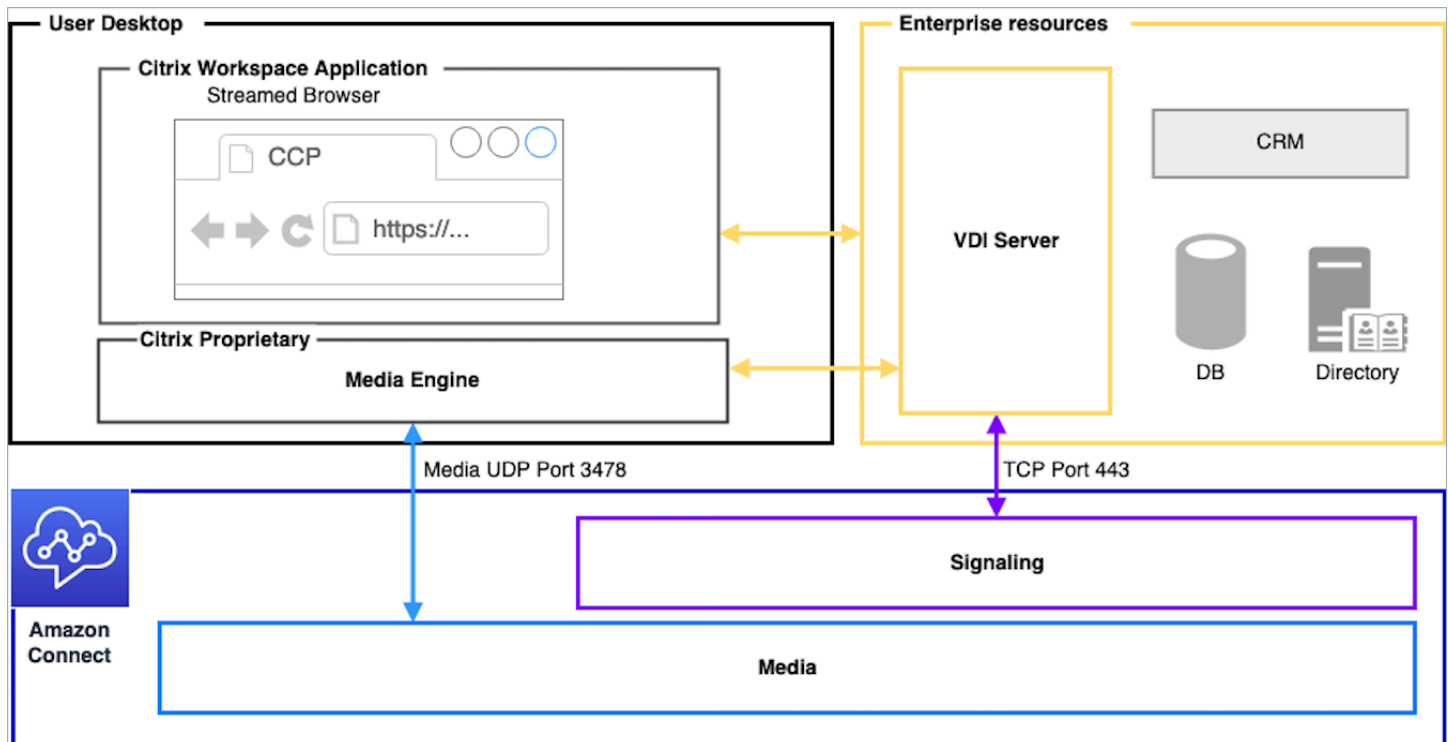 User Desktop
Enterprise resources
Citrix Workspace Application
Streamed Browser
CCP
https://...
Citrix Proprietary
Media Engine
VDI Server
CRM
DB
Directory
Media UDP Port 3478
TCP Port 443
Amazon
Connect
Signaling
Media